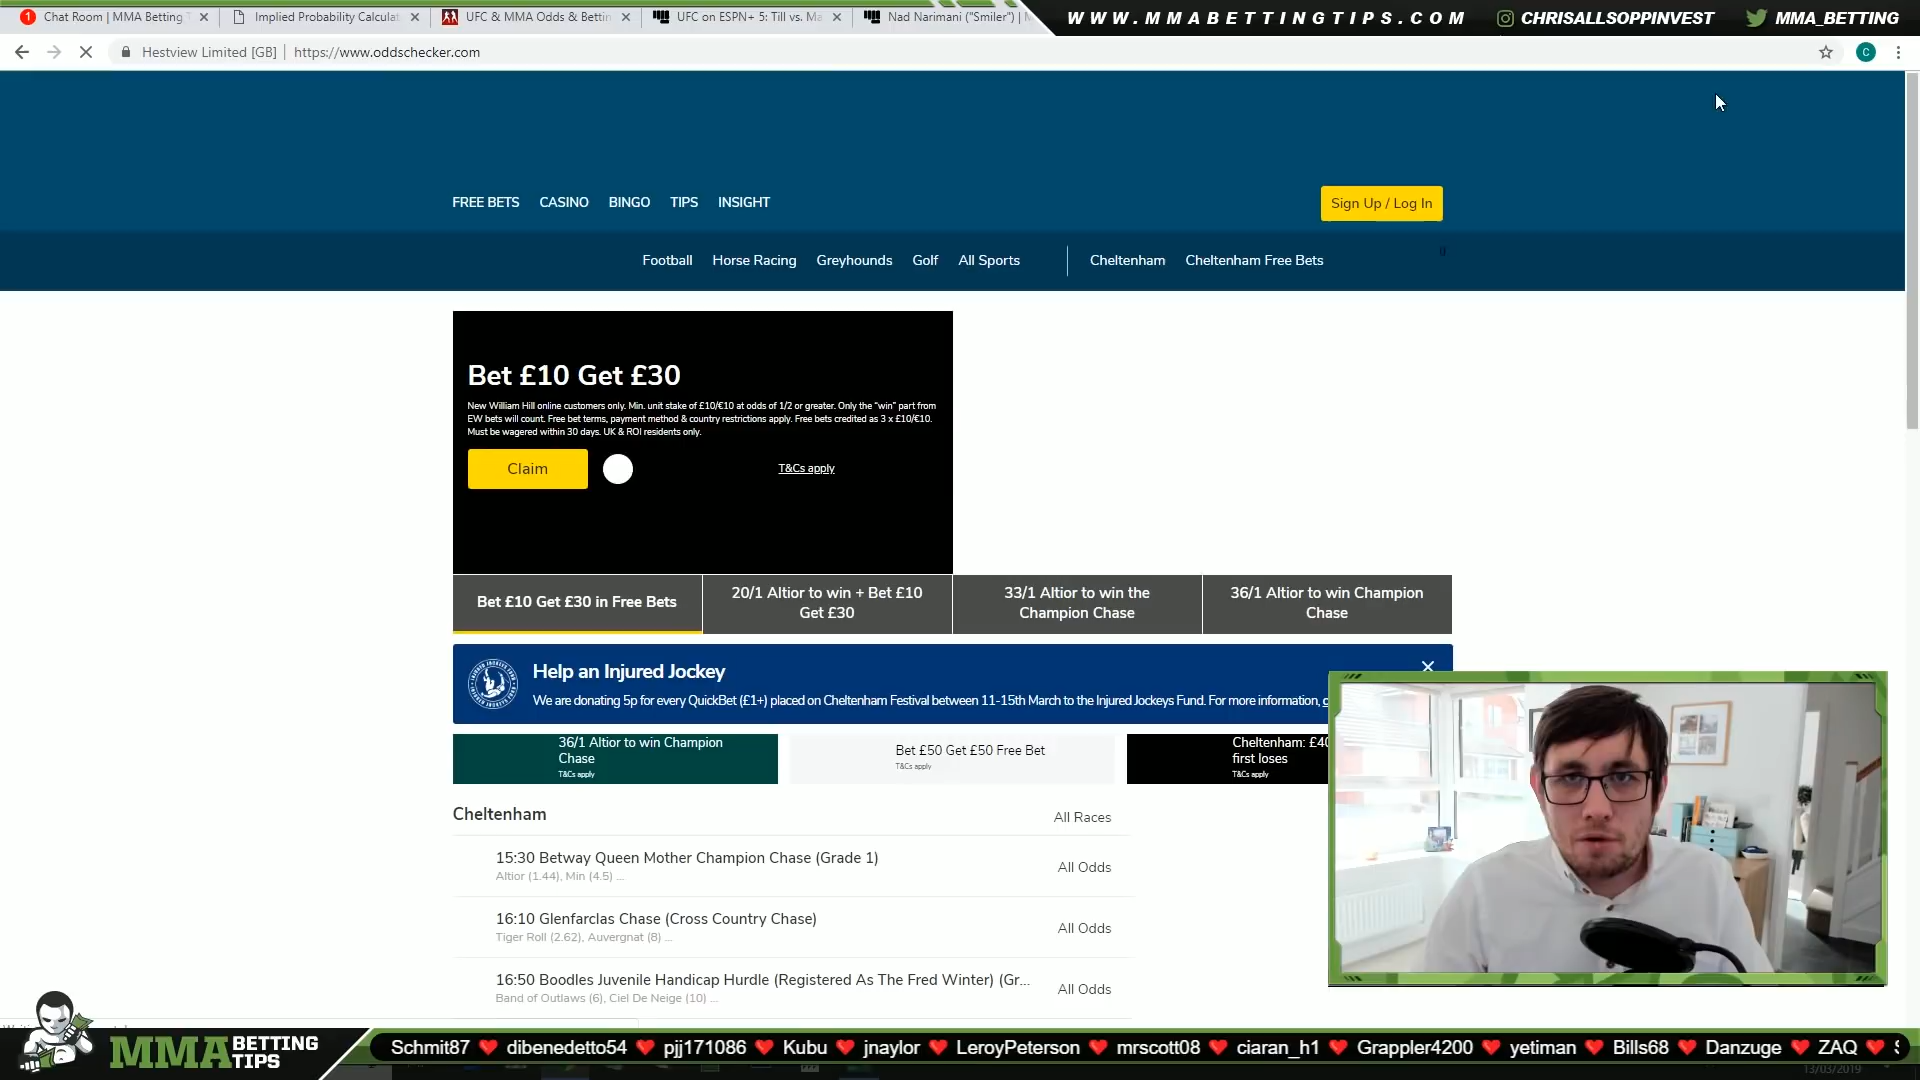 1 Chat Room | MMA Betting T
Implied Probability Calculat
UFC & MMA Odds & Bettin
UFC on ESPN+ 5: Till vs. Ma
Nad Narimani ("Smiler") | M
WWW.MMABETTINGTIPS.COM
CHRISALLSOPPINVEST
MMA_BETTING
Hestview Limited [GB] | https://www.oddschecker.com
C
FREE BETS CASINO BINGO TIPS INSIGHT
Sign Up / Log In
Football Horse Racing Greyhounds Golf All Sports Cheltenham Cheltenham Free Bets
0
Bet £10 Get £30
New William Hill online customers only. Min. unit stake of £10/€10 at odds of 1/2 or greater. Only the “win” part from
EW bets will count. Free bet terms, payment method & country restrictions apply. Free bets credited as 3 x £10/€10.
Must be wagered within 30 days. UK & ROI residents only.
Claim
T&Cs apply
Bet £10 Get £30 in Free Bets
20/1 Altior to win + Bet £10
Get £30
33/1 Altior to win the
Champion Chase
36/1 Altior to win Champion
Chase
Help an Injured Jockey
We are donating 5p for every QuickBet (£1+) placed on Cheltenham Festival between 11-15th March to the Injured Jockeys Fund. For more information,
36/1 Altior to win Champion
Chase
T&Cs apply
Bet £50 Get £50 Free Bet
T&Cs apply
Cheltenham: £40
first loses
T&Cs apply
Cheltenham
All Races
15:30 Betway Queen Mother Champion Chase (Grade 1)
Altior (1.44), Min (4.5) ...
All Odds
16:10 Glenfarclas Chase (Cross Country Chase)
Tiger Roll (2.62), Auvergnat (8) ...
All Odds
16:50 Boodles Juvenile Handicap Hurdle (Registered As The Fred Winter) (Gr...
Band of Outlaws (6), Ciel De Neige (10) ...
All Odds
MMA BETTING
TIPS
Schmit87 ❤ dibenedetto54 ❤ pjj171086 ❤ Kubu ❤ jnaylor ❤ LeroyPeterson ❤ mrscott08 ❤ ciaran_h1 ❤ Grappler4200 ❤ yetiman ❤ Bills68 ❤ Danzuge ❤ ZAQ ❤
13/03/2019